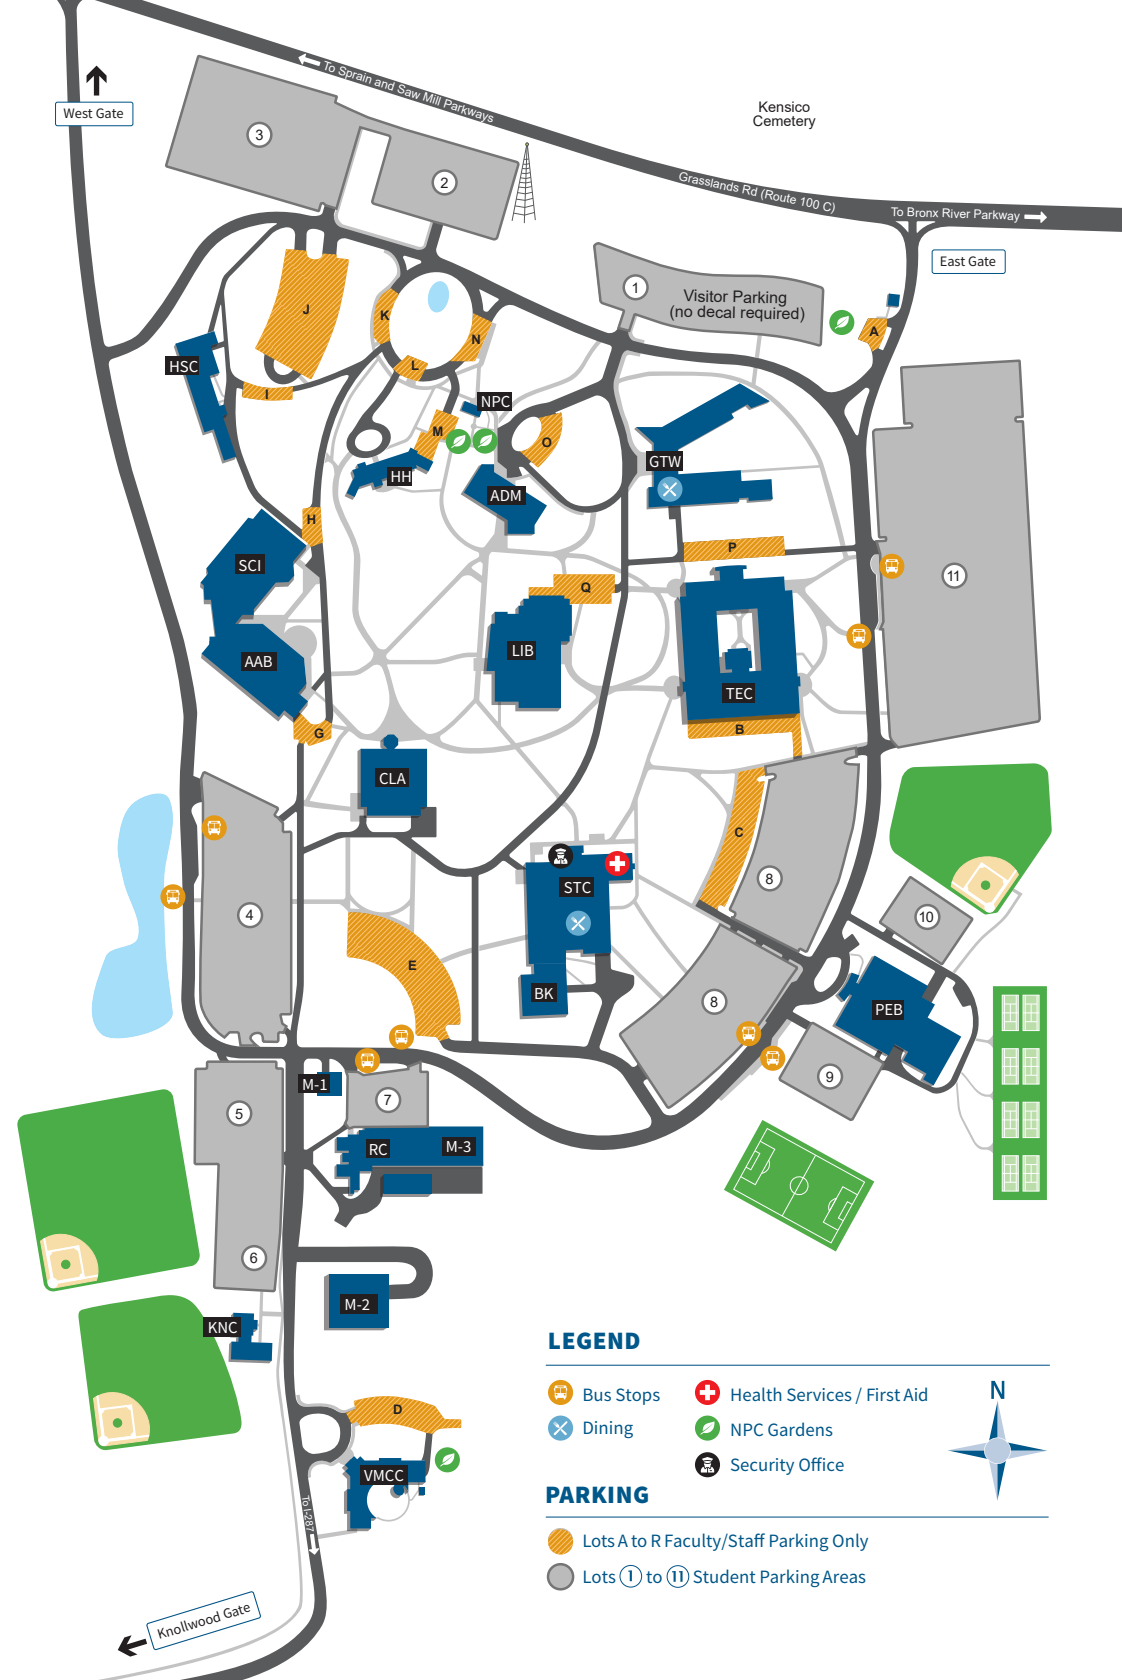 To Sprain and Saw Mill Parkways
Kensico
Cemetery
West Gate
3
2
Grasslands Rd (Route 100 C)
To Bronx River Parkway
East Gate
1
Visitor Parking
(no decal required)
J
K
N
A
L
HSC
I
NPC
M
O
GTW
HH
ADM
H
P
SCI
11
Q
LIB
AAB
TEC
G
B
CLA
C
8
STC
4
10
E
BK
8
PEB
M-1
9
7
5
RC
M-3
6
M-2
KNC
D
VMCC
To I-287
Knollwood Gate
LEGEND
Bus Stops
Health Services / First Aid
Dining
NPC Gardens
Security Office
N
PARKING
Lots A to R Faculty/Staff Parking Only
Lots 1 to 11 Student Parking Areas